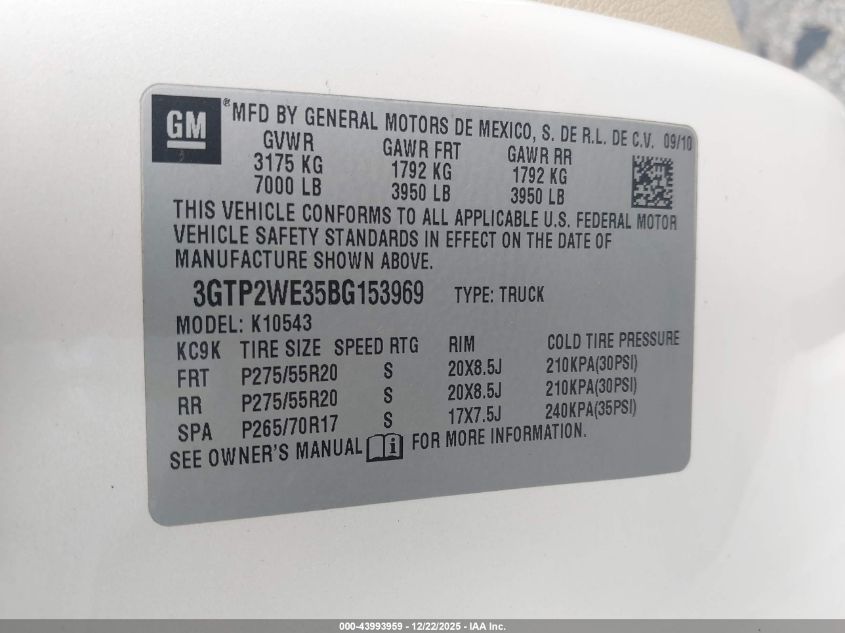 GM ® MFD BY GENERAL MOTORS DE MEXICO, S. DE R.L. DE C.V. 09/10
GVWR GAWR FRT GAWR RR
3175 KG 1792 KG 1792 KG
7000 LB 3950 LB 3950 LB
THIS VEHICLE CONFORMS TO ALL APPLICABLE U.S. FEDERAL MOTOR
VEHICLE SAFETY STANDARDS IN EFFECT ON THE DATE OF
MANUFACTURE SHOWN ABOVE.
3GTP2WE35BG153969 TYPE: TRUCK
MODEL: K10543
KC9K TIRE SIZE SPEED RTG RIM COLD TIRE PRESSURE
FRT P275/55R20 S 20X8.5J 210KPA(30PSI)
RR P275/55R20 S 20X8.5J 210KPA(30PSI)
SPA P265/70R17 S 17X7.5J 240KPA(35PSI)
SEE OWNER'S MANUAL i FOR MORE INFORMATION.
000-43993959 - 12/22/2025 - IAA Inc.